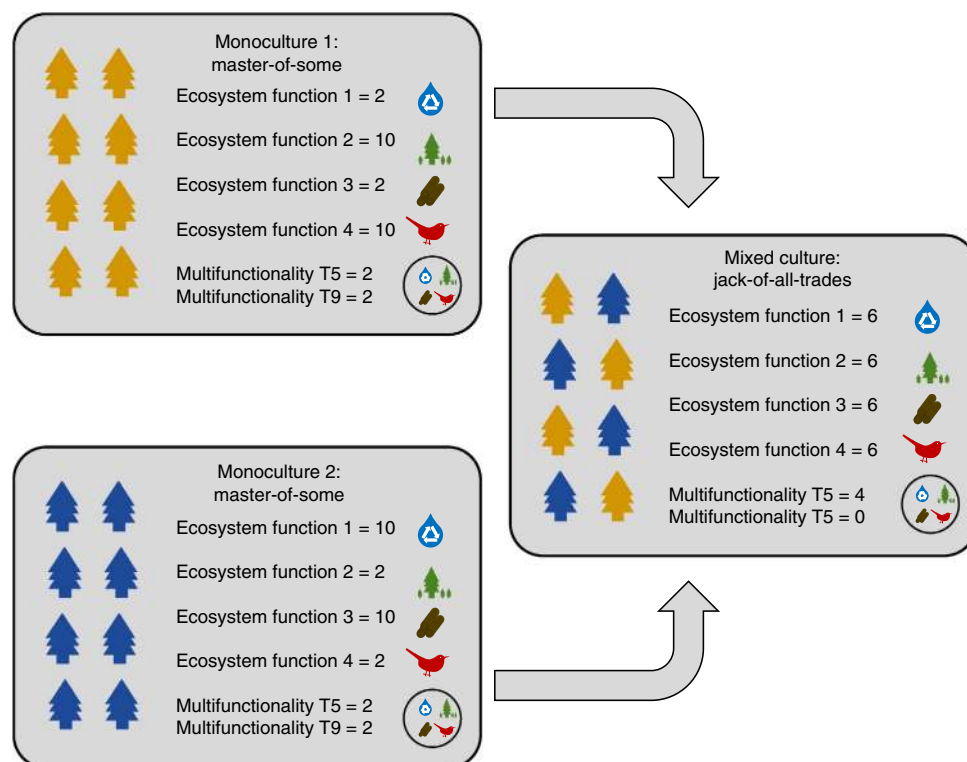 Monoculture 1:
master-of-some
Ecosystem function 1 = 2
Ecosystem function 2 = 10
Ecosystem function 3 = 2
Ecosystem function 4 = 10
Multifunctionality T5 = 2
Multifunctionality T9 = 2
Mixed culture:
jack-of-all-trades
Ecosystem function 1 = 6
Ecosystem function 2 = 6
Ecosystem function 3 = 6
Ecosystem function 4 = 6
Multifunctionality T5 = 4
Multifunctionality T5 = 0
Monoculture 2:
master-of-some
Ecosystem function 1 = 10
Ecosystem function 2 = 2
Ecosystem function 3 = 10
Ecosystem function 4 = 2
Multifunctionality T5 = 2
Multifunctionality T9 = 2